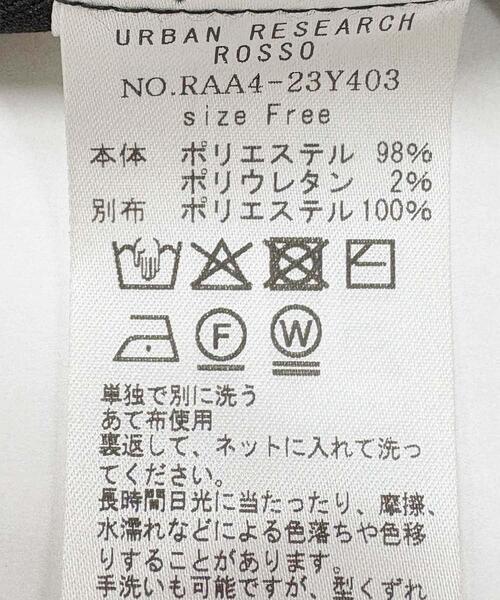 URBAN RESEARCH
ROSSO
NO.RAA4-23Y403
size Free
本体 ポリエステル 98%
ポリウレタン 2%
別布 ポリエステル 100%
F W
単独で別に洗う
あて布使用
裏返して、ネットに入れて洗っ
てください。
長時間日光に当たったり、摩擦、
水濡れなどによる色落ちや色移
りすることがあります。
手洗いも可能ですが、型くずれ